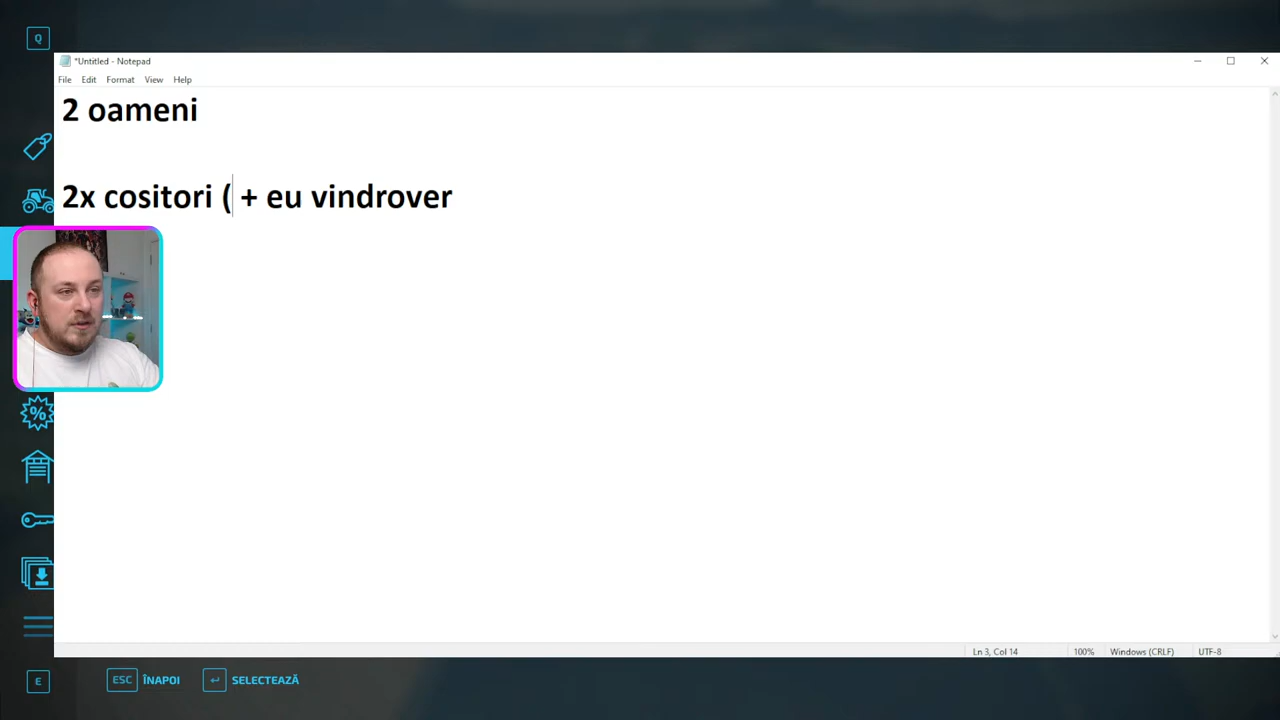 Q
*Untitled - Notepad
File Edit Format View Help
2 oameni
2x cositori ( + eu vindrover
%
Ln 3, Col 14 100% Windows (CRLF) UTF-8
E
ESC ÎNAPOI ↵ SELECTEAZĂ